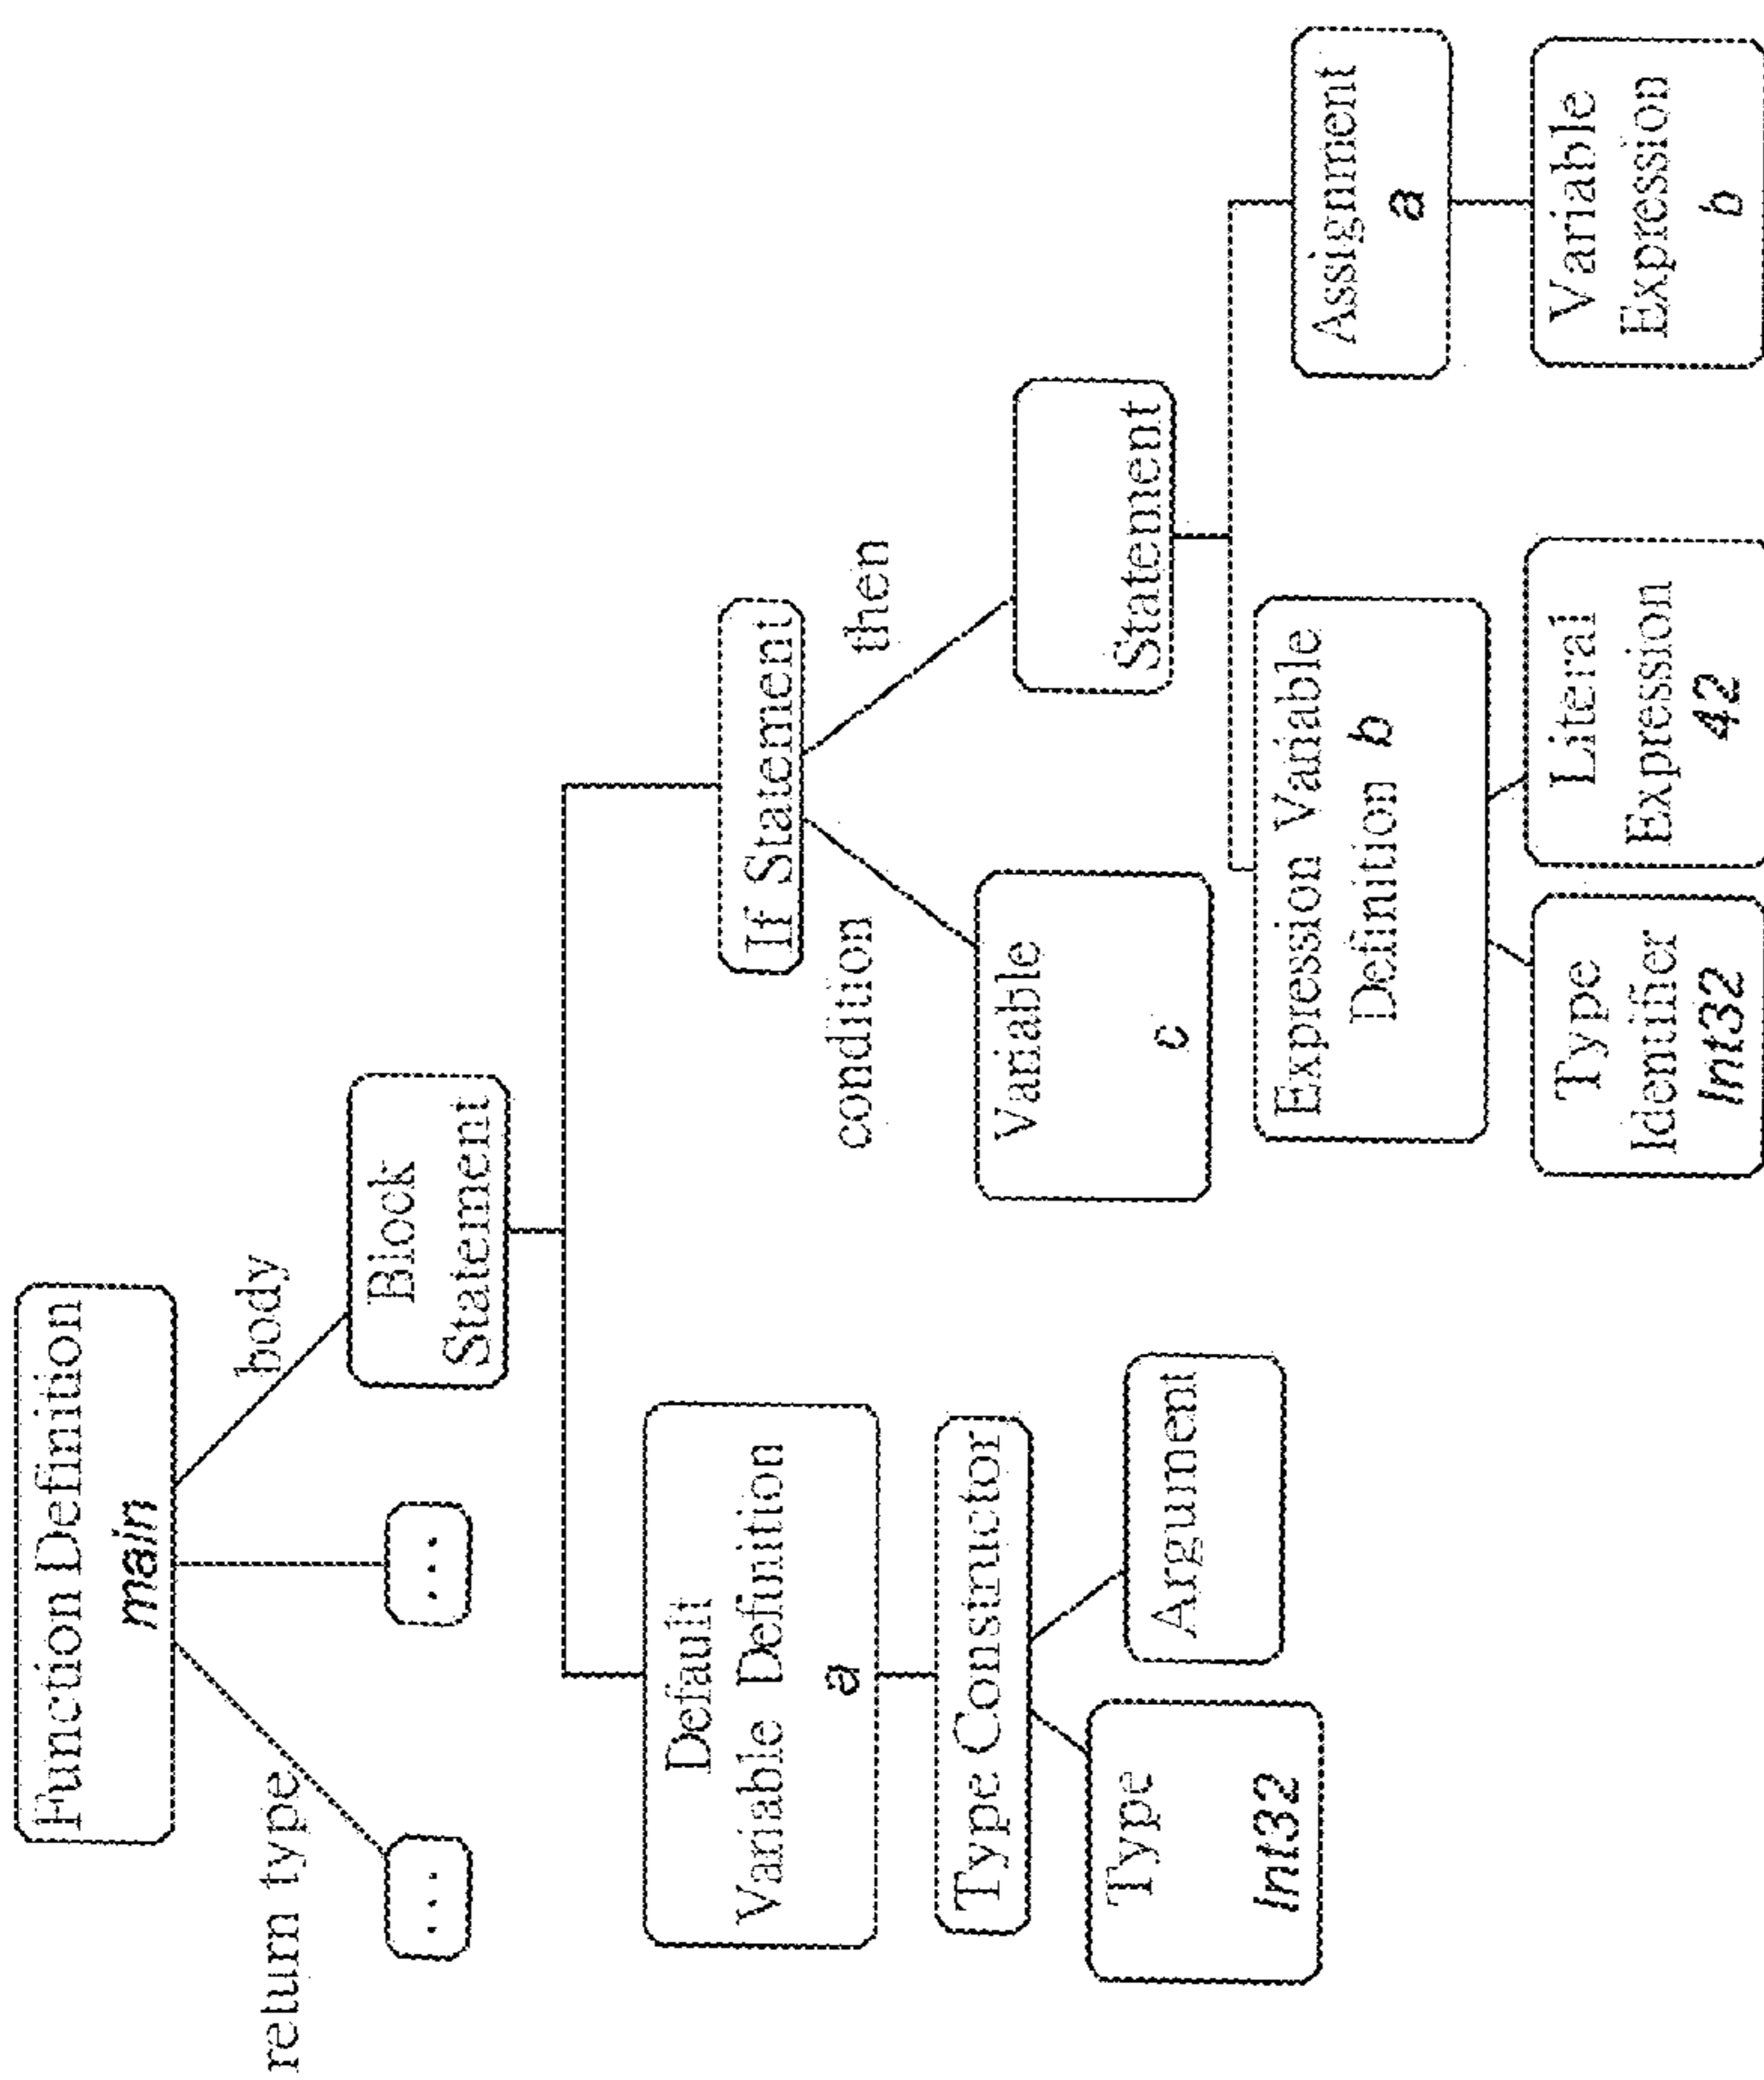 Function Definition
main
return type
body
...
...
Block
Statement
Default
Variable Definition
a
If Statement
condition
then
Type Constructor
Variable
c
Statement
Type
Int32
Argument
Expression Variable
Definition b
Assignment
a
Type
Identifier
Int32
Literal
Expression
42
Variable
Expression
b